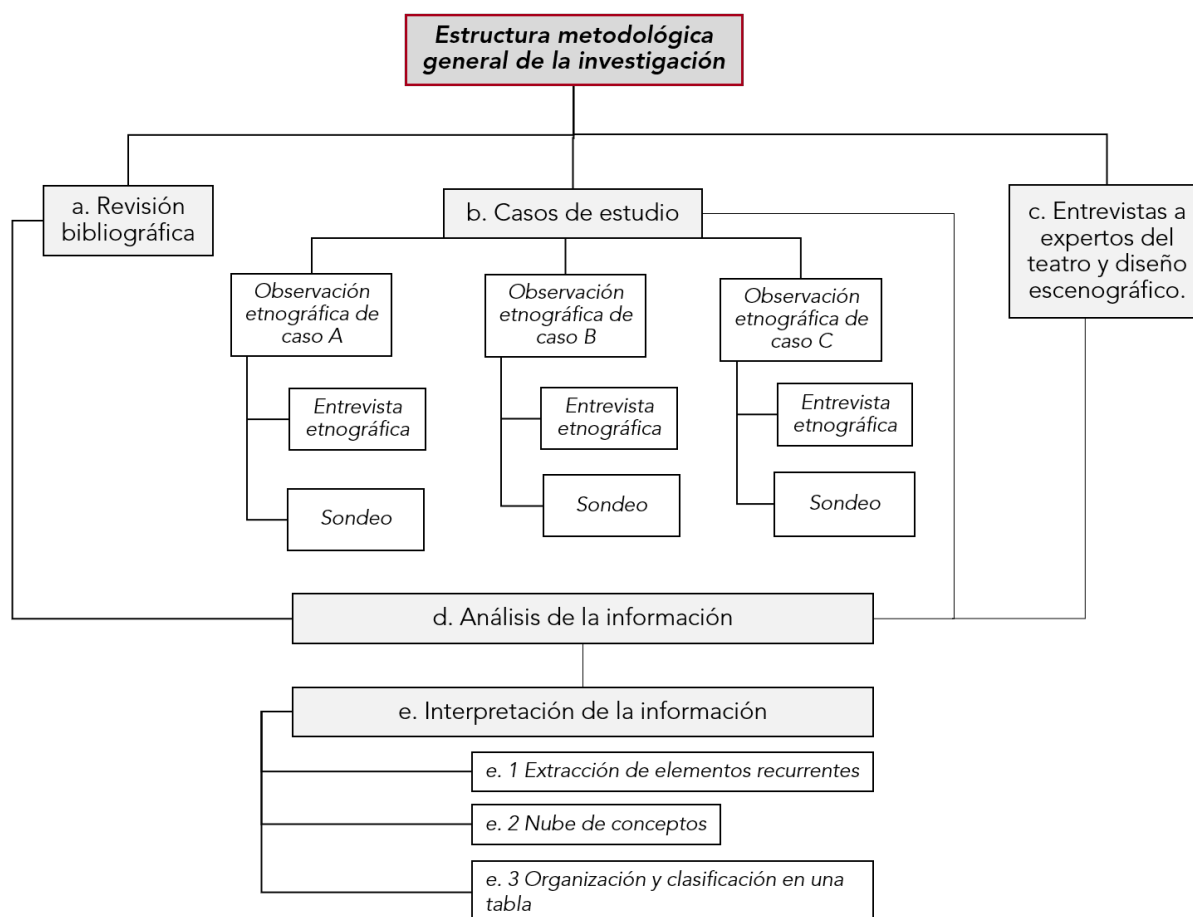 Estructura metodológica
general de la investigación
a. Revisión
bibliográfica
b. Casos de estudio
c. Entrevistas a
expertos del
teatro y diseño
escenográfico.
Observación
etnográfica de
caso A
Observación
etnográfica de
caso B
Observación
etnográfica de
caso C
Entrevista
etnográfica
Entrevista
etnográfica
Entrevista
etnográfica
Sondeo
Sondeo
Sondeo
d. Análisis de la información
e. Interpretación de la información
e. 1 Extracción de elementos recurrentes
e. 2 Nube de conceptos
e. 3 Organización y clasificación en una
tabla